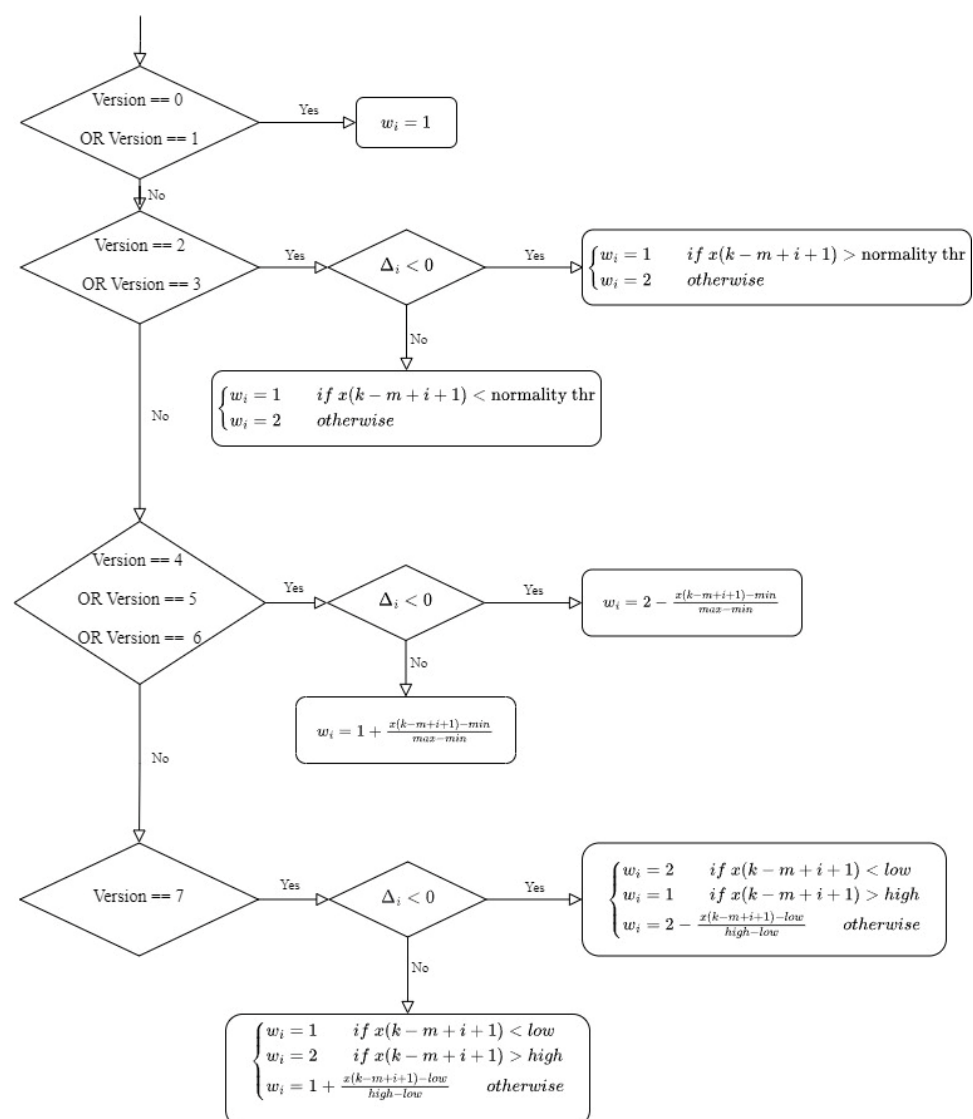 Version == 0
OR Version == 1
Yes
w_i = 1
No
Version == 2
OR Version == 3
Yes
Δ_i < 0
Yes
{w_i = 1 if x(k − m + i + 1) > normality thr
w_i = 2 otherwise
No
{w_i = 1 if x(k − m + i + 1) < normality thr
w_i = 2 otherwise
No
Version == 4
OR Version == 5
OR Version == 6
Yes
Δ_i < 0
Yes
w_i = 2 − \frac{x(k−m+i+1)−min}{max−min}
No
w_i = 1 + \frac{x(k−m+i+1)−min}{max−min}
No
Version == 7
Yes
Δ_i < 0
Yes
{w_i = 2 if x(k − m + i + 1) < low
w_i = 1 if x(k − m + i + 1) > high
w_i = 2 − \frac{x(k−m+i+1)−low}{high−low} otherwise
No
{w_i = 1 if x(k − m + i + 1) < low
w_i = 2 if x(k − m + i + 1) > high
w_i = 1 + \frac{x(k−m+i+1)−low}{high−low} otherwise